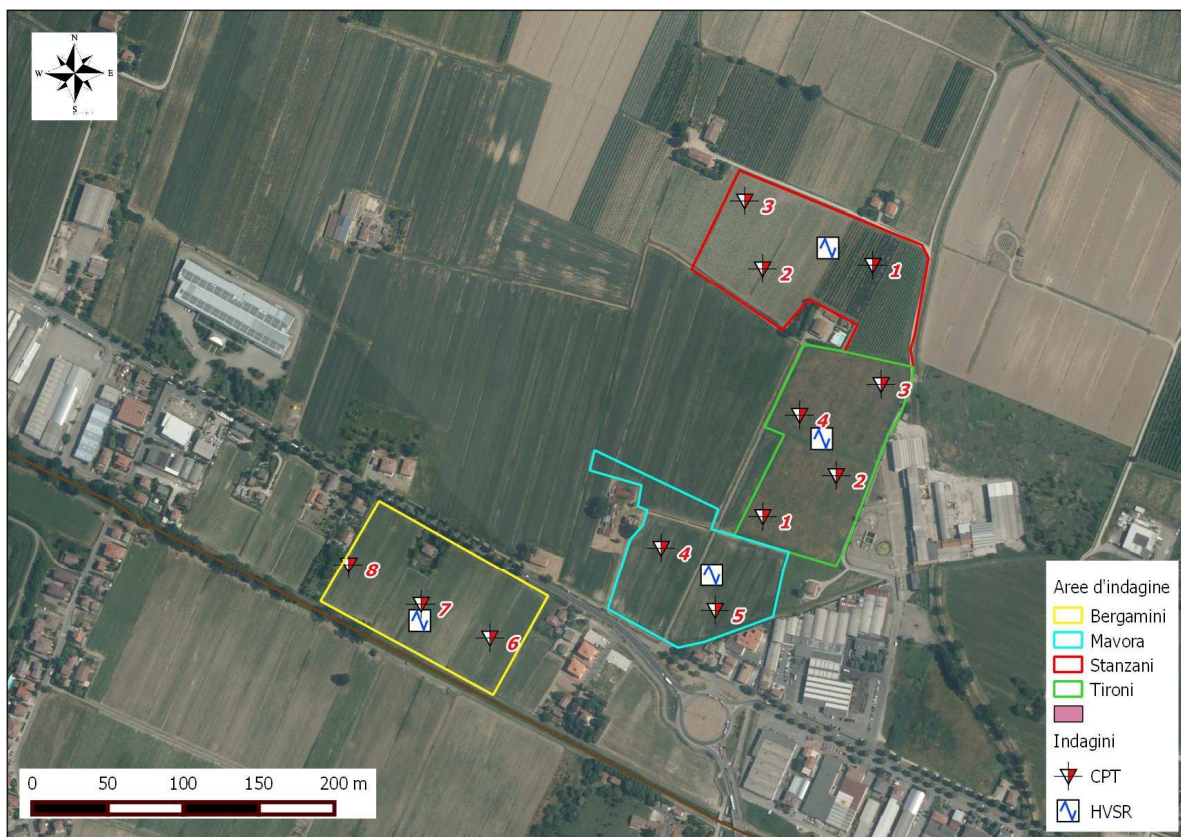 N
W E
S
3
1
2
3
4
2
1
4
5
8
7
6
Aree d'indagine
Bergamini
Mavora
Stanzani
Tironi
Indagini
CPT
HVSR
0 50 100 150 200 m